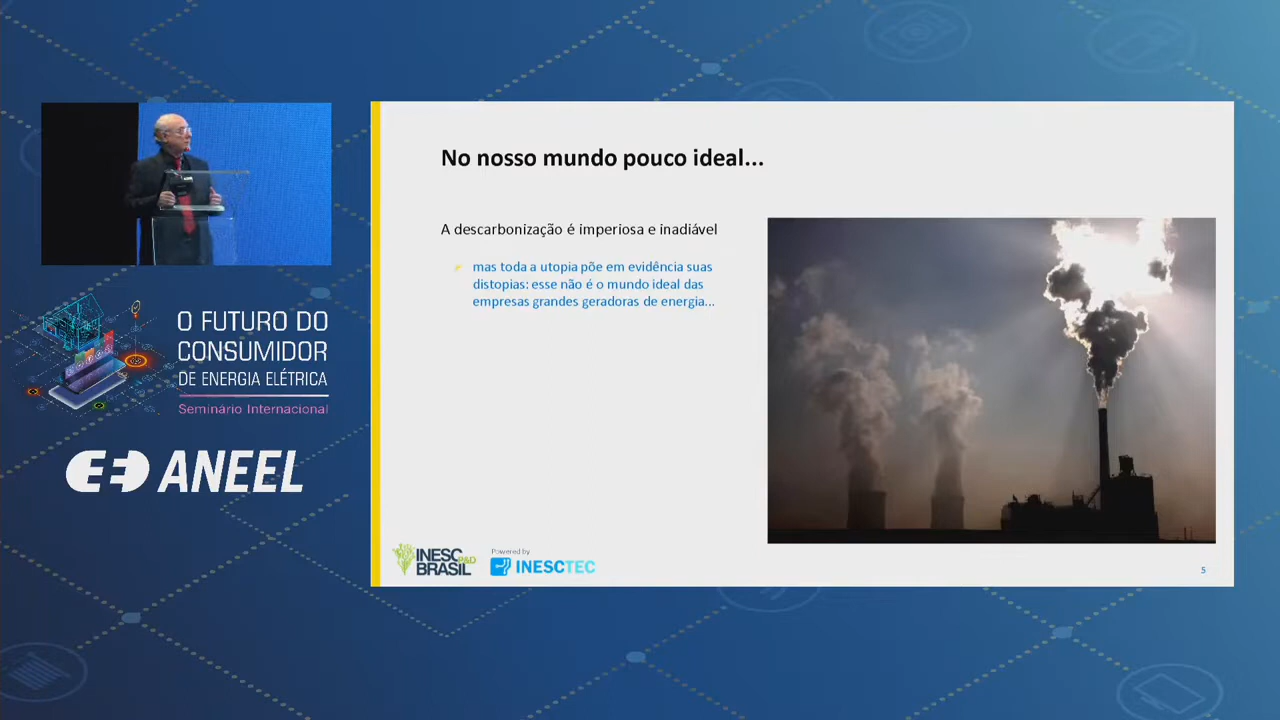 No nosso mundo pouco ideal...
A descarbonização é imperiosa e inadiável
mas toda a utopia põe em evidência suas
distopias: esse não é o mundo ideal das
empresas grandes geradoras de energia...
O FUTURO DO
CONSUMIDOR
DE ENERGIA ELÉTRICA
Seminário Internacional
ANEEL
INESC P&D
BRASIL
Powered by
INESCTEC
5